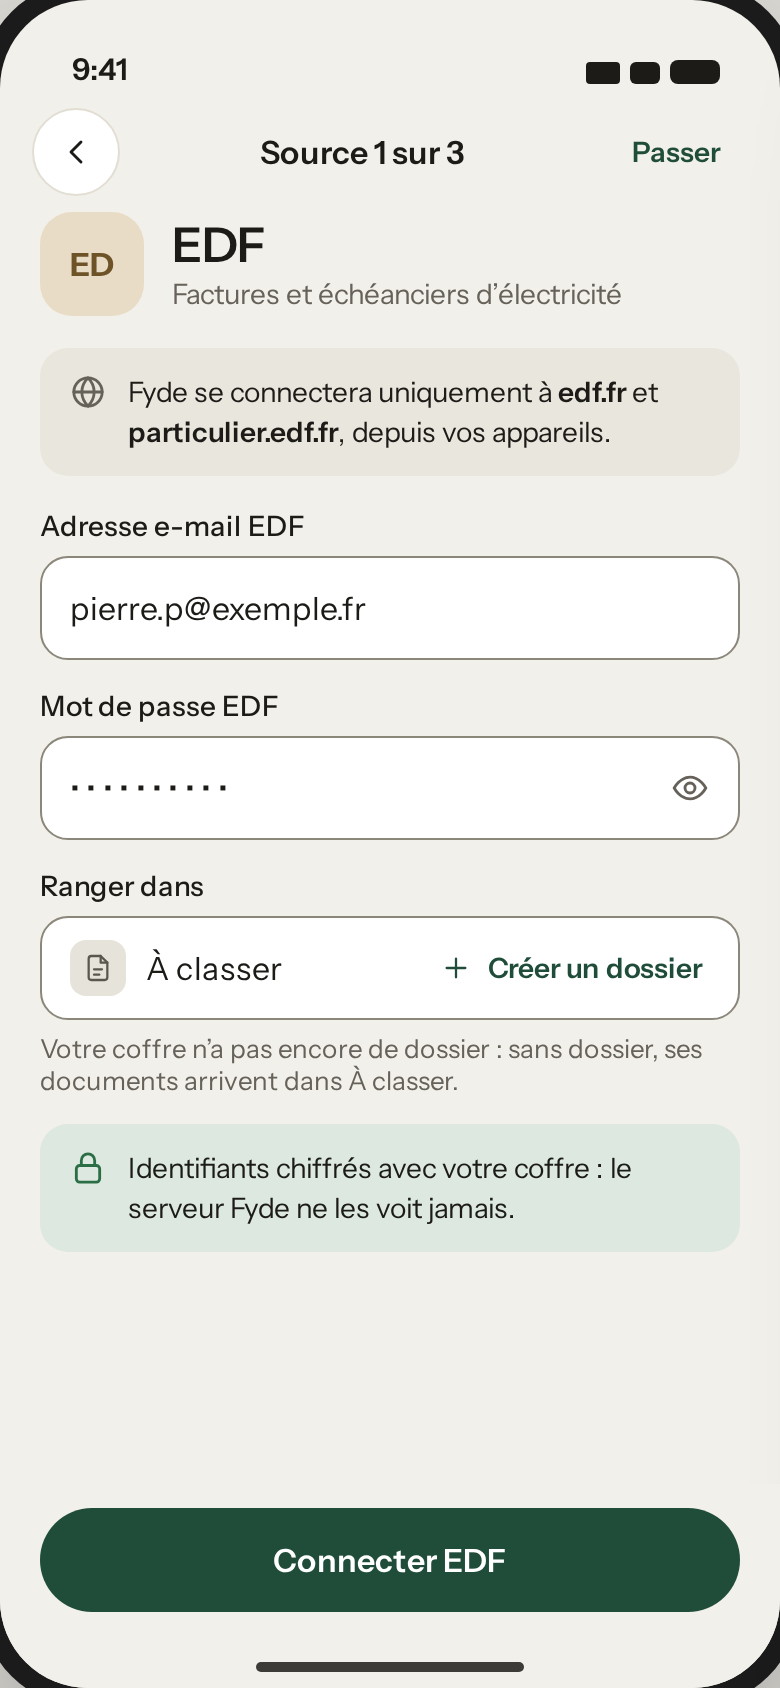 9:41
Source 1 sur 3
Passer
ED
EDF
Factures et échéanciers d’électricité
Fyde se connectera uniquement à edf.fr et
particulier.edf.fr, depuis vos appareils.
Adresse e-mail EDF
pierre.p@exemple.fr
Mot de passe EDF
··········
Ranger dans
À classer
+ Créer un dossier
Votre coffre n’a pas encore de dossier : sans dossier, ses
documents arrivent dans À classer.
Identifiants chiffrés avec votre coffre : le
serveur Fyde ne les voit jamais.
Connecter EDF